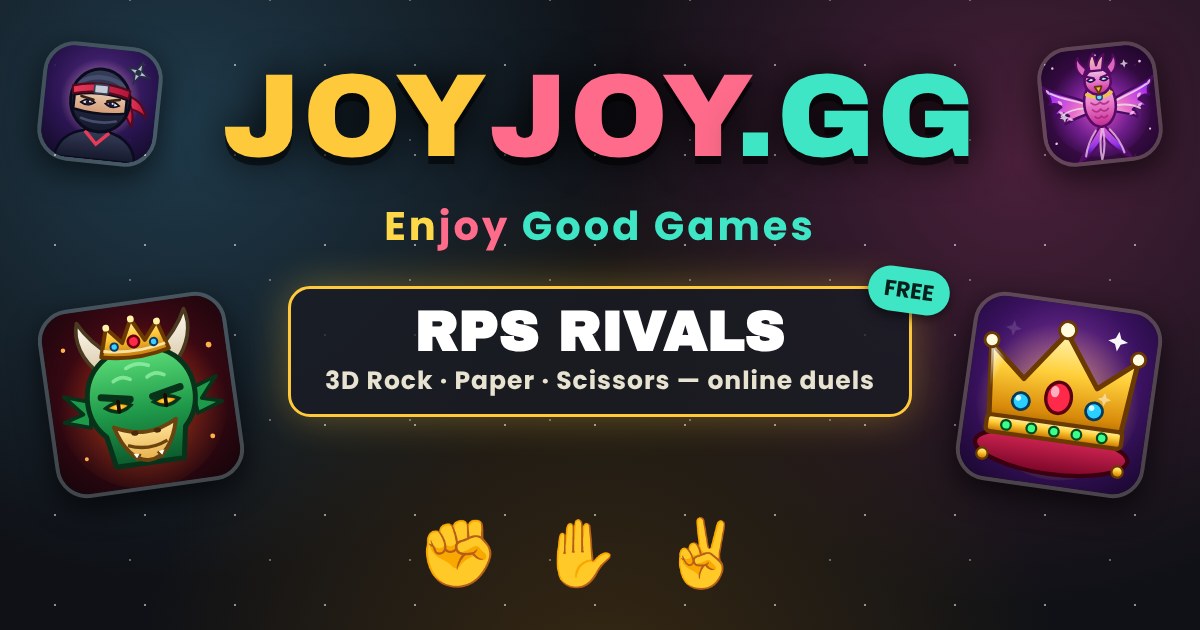 JOYJOY.GG
Enjoy Good Games
FREE
RPS RIVALS
3D Rock · Paper · Scissors — online duels